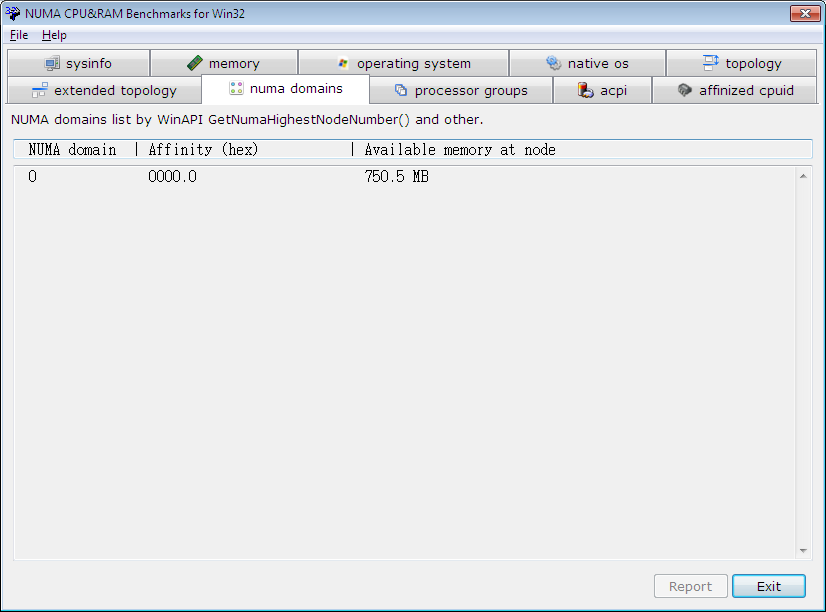 NUMA CPU&RAM Benchmarks for Win32
File Help
sysinfo memory operating system native os topology
extended topology numa domains processor groups acpi affinized cpuid
NUMA domains list by WinAPI GetNumaHighestNodeNumber() and other.
NUMA domain | Affinity (hex) | Available memory at node
0 0000.0 750.5 MB
Report Exit